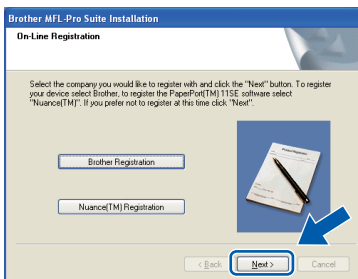 Brother MFL-Pro Suite Installation
On-Line Registration
Select the company you would like to register with and click the "Next" button. To register
your device select Brother, to register the PaperPort(TM) 11SE software select
"Nuance(TM)". If you prefer not to register at this time click "Next".
Brother Registration
Nuance(TM) Registration
Product Registration
< Back
Next >
Cancel